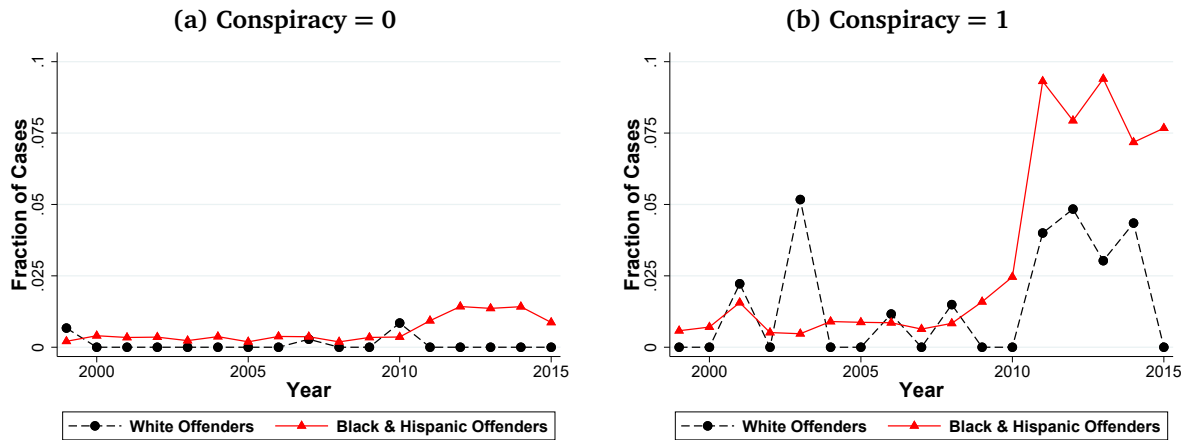 (a) Conspiracy = 0
Fraction of Cases
.1
.075
.05
.025
0
2000 2005 2010 2015
Year
White Offenders Black & Hispanic Offenders
(b) Conspiracy = 1
Fraction of Cases
.1
.075
.05
.025
0
2000 2005 2010 2015
Year
White Offenders Black & Hispanic Offenders